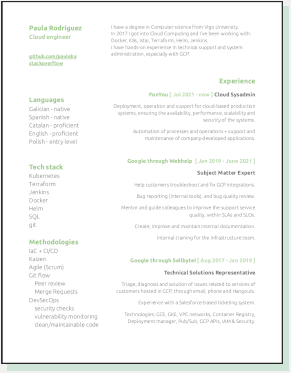 Paula Rodriguez
Cloud engineer
stackoverflow
I have a degree in Computer science from Vigo University.
In 2017 I got into Cloud Computing and I've been working with
Docker, K8s, Istio, Terraform, Helm, Jenkins.
I have hands-on experience in technical support and system
administration, especially with GCP.
Languages
Galician - native
Spanish - native
Catalan - proficient
English - proficient
Polish - entry level
Tech stack
Kubernetes
Terraform
Jenkins
Docker
Helm
SQL
git
Methodologies
IaC + CI/CD
Kaizen
Agile (Scrum)
Git flow
Peer review
Merge Requests
DevSecOps
security checks
vulnerability monitoring
clean/maintainable code
Experience
[ Jul 2021 - now ] Cloud Sysadmin
Deployment, operation and support for cloud-based production
systems, ensuring the availability, performance, scalability and
security of the systems.
Automation of processes and operations + support and
maintenance of company-developed applications.
Google through Webhelp [ Jan 2019 - June 2021 ]
Subject Matter Expert
Help customers troubleshoot and fix GCP integrations.
Bug reporting (internal tools), and bug quality review.
Mentor and guide colleagues to improve the support service
quality, within SLAs and SLOs.
Create, improve and maintain internal documentation.
Internal training for the infrastructure team.
Google through Sellbytel [ Aug 2017 - Jan 2019 ]
Technical Solutions Representative
Triage, diagnosis and solution of issues related to services of
customers hosted in GCP, through email, phone and Hangouts.
Experience with a Salesforce-based ticketing system.
Technologies: GCE, GKE, VPC networks, Container Registry,
Deployment manager, Pub/Sub, GCP APIs, IAM & Security.